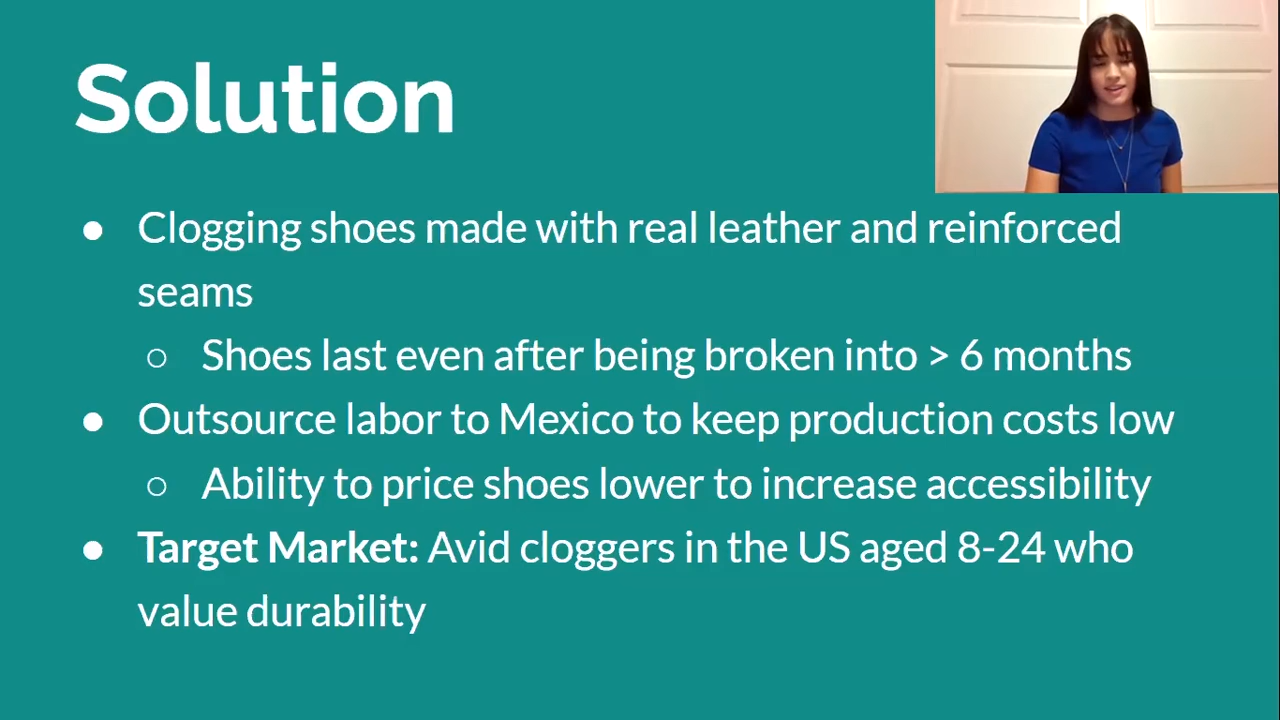 Solution
● Clogging shoes made with real leather and reinforced
seams
○ Shoes last even after being broken into > 6 months
● Outsource labor to Mexico to keep production costs low
○ Ability to price shoes lower to increase accessibility
● Target Market: Avid cloggers in the US aged 8-24 who
value durability